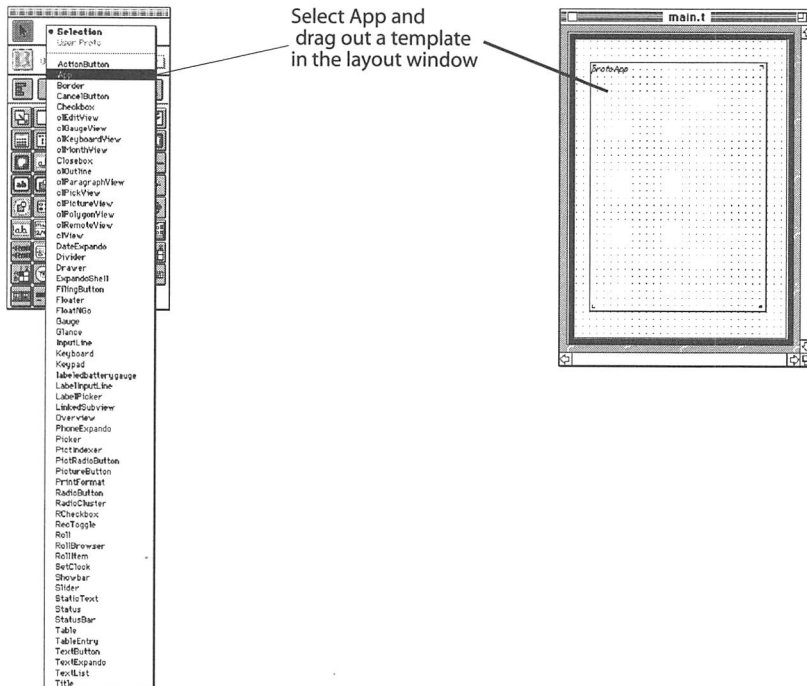 Selection
User Proto
ActionButton
App
Border
CancelButton
Checkbox
clEditView
clGaugeView
clKeyboardView
clMonthView
Closebox
clOutline
clParagraphView
clPickView
clPictureView
clPolygonView
clRemoteView
clView
DateExpando
Divider
Drawer
ExpandoShell
FilingButton
Floater
FloatNGo
Gauge
Glance
InputLine
Keyboard
Keypad
labeledbatterygauge
LabelInputLine
LabelPicker
LinkedSubview
Overview
PhoneExpando
Picker
PictIndexer
PictRadioButton
PictureButton
PrintFormat
RadioButton
RadioCluster
RCheckbox
RecToggle
Roll
RollBrowser
RollItem
SetClock
Showbar
Slider
StaticText
Status
StatusBar
Table
TableEntry
TextButton
TextExpando
TextList
Title
Select App and
drag out a template
in the layout window
main.t
protoApp